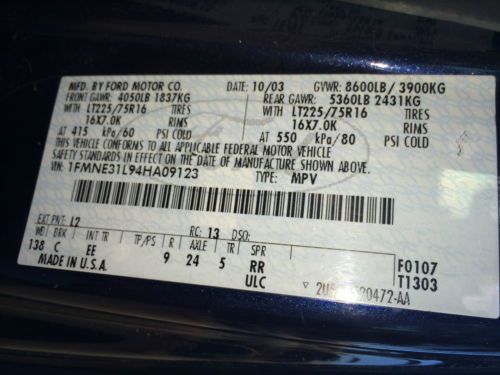 MFD. BY FORD MOTOR CO. DATE: 10/03 GVWR: 8600LB / 3900KG
FRONT GAWR: 4050LB 1837KG REAR GAWR: 5360LB 2431KG
WITH LT225/75R16 TIRES WITH LT225/75R16 TIRES
16X7.0K RIMS 16X7.0K RIMS
AT 415 kPa/60 PSI COLD AT 550 kPa/80 PSI COLD
THIS VEHICLE CONFORMS TO ALL APPLICABLE FEDERAL MOTOR VEHICLE
SAFETY STANDARDS IN EFFECT ON THE DATE OF MANUFACTURE SHOWN ABOVE.
VIN: 1FMNE31L94HA09123 TYPE: MPV
EXT PNT: L2 RC: 13 DSO:
WB BRK INT TR TP/PS R AXLE TR SPR
138 C EE 9 24 5 RR
MADE IN U.S.A. ULC
F0107
T1303
20472-AA